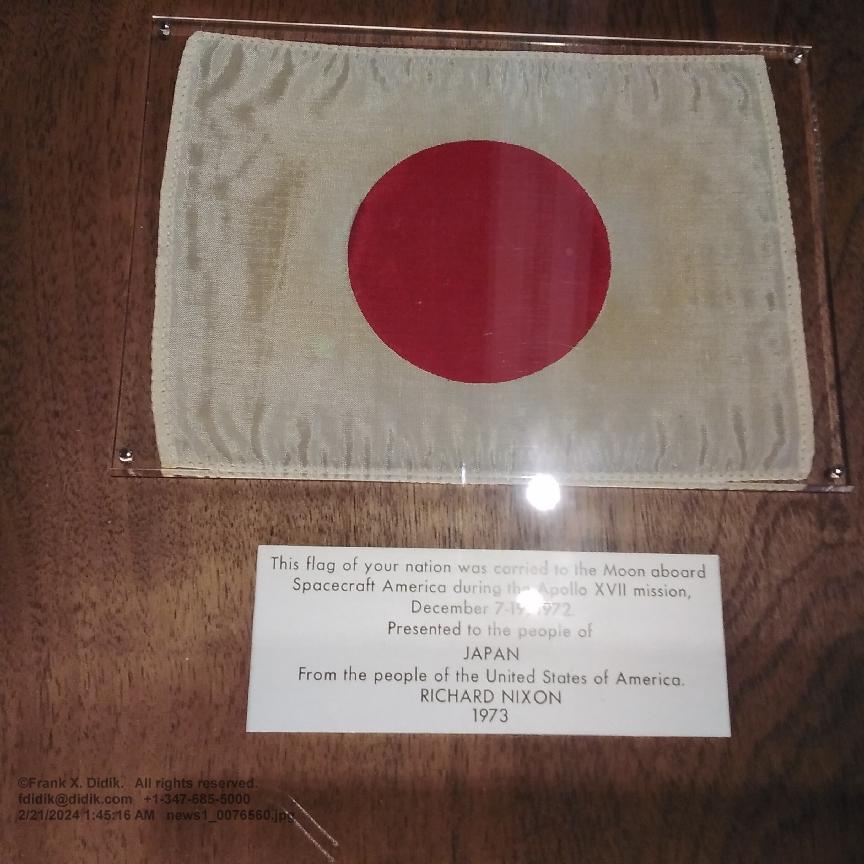 This flag of your nation was carried to the Moon aboard
Spacecraft America during the Apollo XVII mission,
December 7-19, 1972.
Presented to the people of
JAPAN
From the people of the United States of America.
RICHARD NIXON
1973
©Frank X. Didik.   All rights reserved.
fdidik@didik.com   +1-347-685-5000
2/21/2024 1:45:16 AM   news1_0076560.jpg